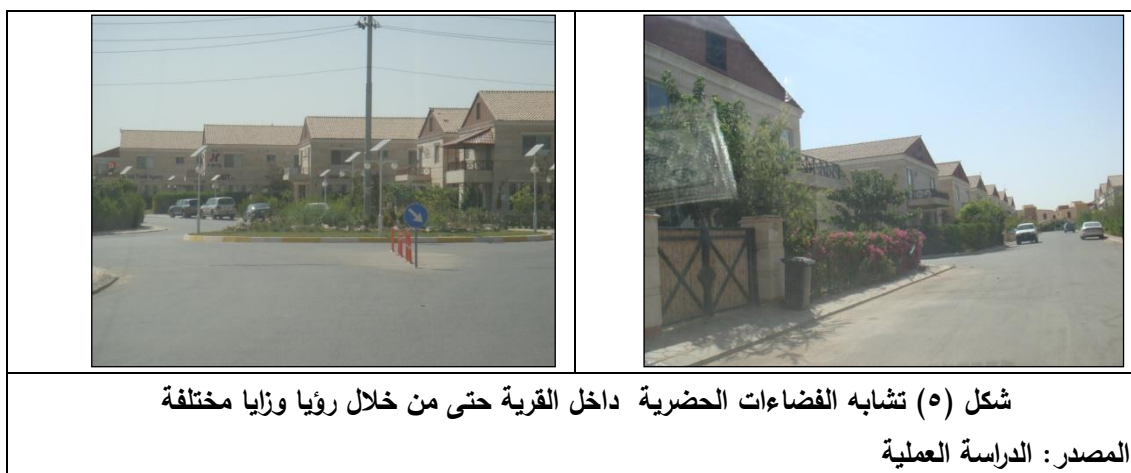 شكل (٥) تشابه الفضاءات الحضرية داخل القرية حتى من خلال رؤيا وزايا مختلفة
المصدر: الدراسة العملية